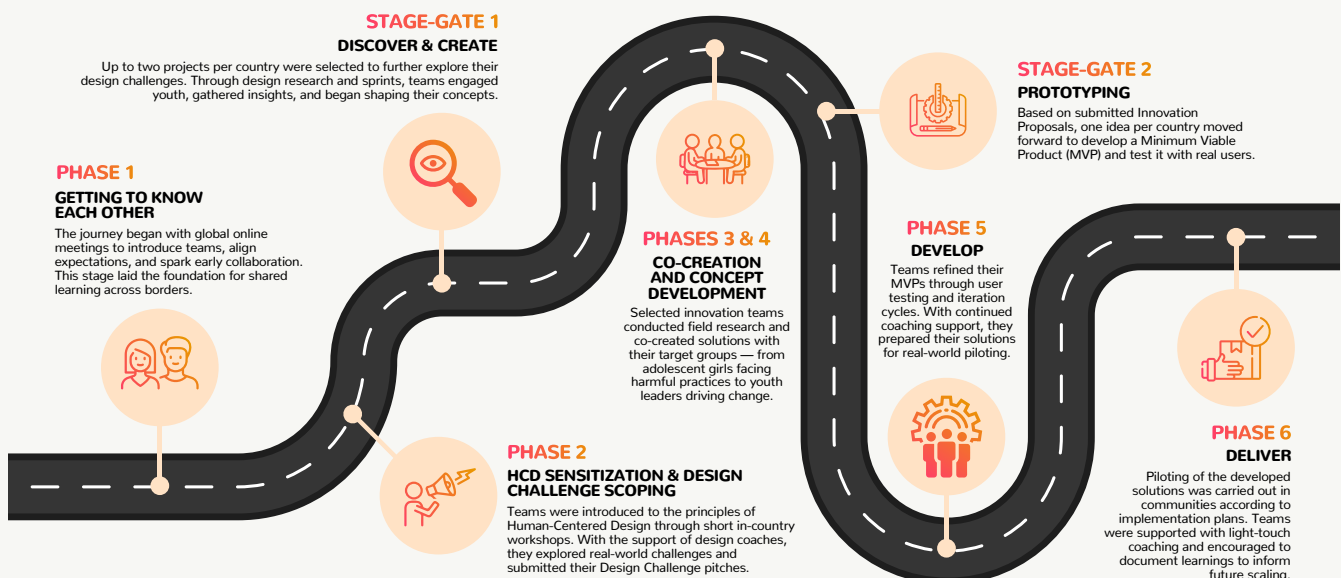 PHASE 1
GETTING TO KNOW
EACH OTHER
The journey began with global online
meetings to introduce teams, align
expectations, and spark early collaboration.
This stage laid the foundation for shared
learning across borders.
PHASE 2
HCD SENSITIZATION & DESIGN
CHALLENGE SCOPING
Teams were introduced to the principles of
Human-Centered Design through short in-country
workshops. With the support of design coaches,
they explored real-world challenges and
submitted their Design Challenge pitches.
STAGE-GATE 1
DISCOVER & CREATE
Up to two projects per country were selected to further explore their
design challenges. Through design research and sprints, teams engaged
youth, gathered insights, and began shaping their concepts.
PHASES 3 & 4
CO-CREATION
AND CONCEPT
DEVELOPMENT
Selected innovation teams
conducted field research and
co-created solutions with
their target groups — from
adolescent girls facing
harmful practices to youth
leaders driving change.
STAGE-GATE 2
PROTOTYPING
Based on submitted Innovation
Proposals, one idea per country moved
forward to develop a Minimum Viable
Product (MVP) and test it with real users.
PHASE 5
DEVELOP
Teams refined their
MVPs through user
testing and iteration
cycles. With continued
coaching support, they
prepared their solutions
for real-world piloting.
PHASE 6
DELIVER
Piloting of the developed
solutions was carried out in
communities according to
implementation plans. Teams
were supported with light-touch
coaching and encouraged to
document learnings to inform
future scaling.